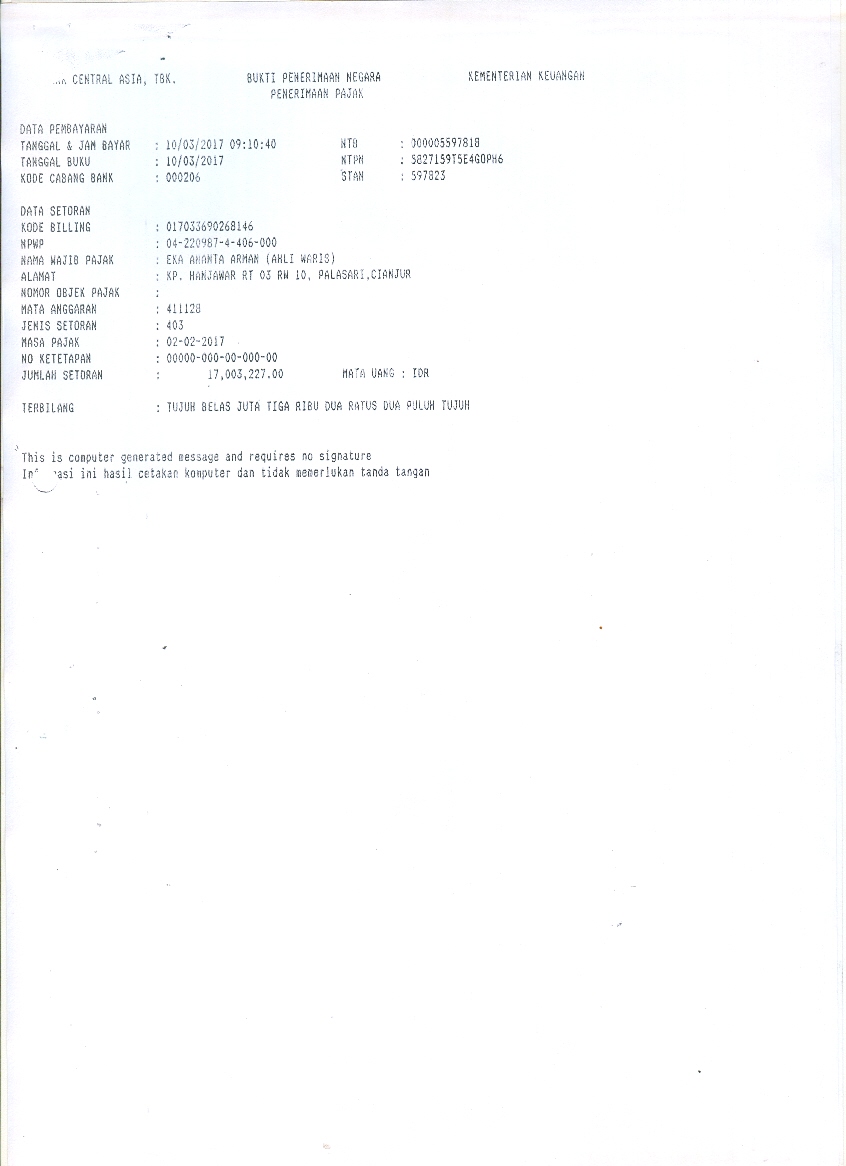 CENTRAL ASIA, TBK. BUKTI PENERIMAAN NEGARA KEMENTERIAN KEUANGAN
PENERIMAAN PAJAK
DATA PEMBAYARAN
TANGGAL & JAM BAYAR : 10/03/2017 09:10:40 NTB : 000005597818
TANGGAL BUKU : 10/03/2017 NTPN : 5827159T5E4GOPH6
KODE CABANG BANK : 000206 STAN : 597823
DATA SETORAN
KODE BILLING : 017033690268146
NPWP : 04-220987-4-406-000
NAMA WAJIB PAJAK : EKA ANANTA ARMAN (AHLI WARIS)
ALAMAT : KP. HANJAWAR RT 03 RW 10, PALASARI,CIANJUR
NOMOR OBJEK PAJAK :
MATA ANGGARAN : 411128
JENIS SETORAN : 403
MASA PAJAK : 02-02-2017
NO KETETAPAN : 00000-000-00-000-00
JUMLAH SETORAN : 17,003,227.00 MATA UANG : IDR
TERBILANG : TUJUH BELAS JUTA TIGA RIBU DUA RATUS DUA PULUH TUJUH
This is computer generated message and requires no signature
ini hasil cetakan komputer dan tidak memerlukan tanda tangan